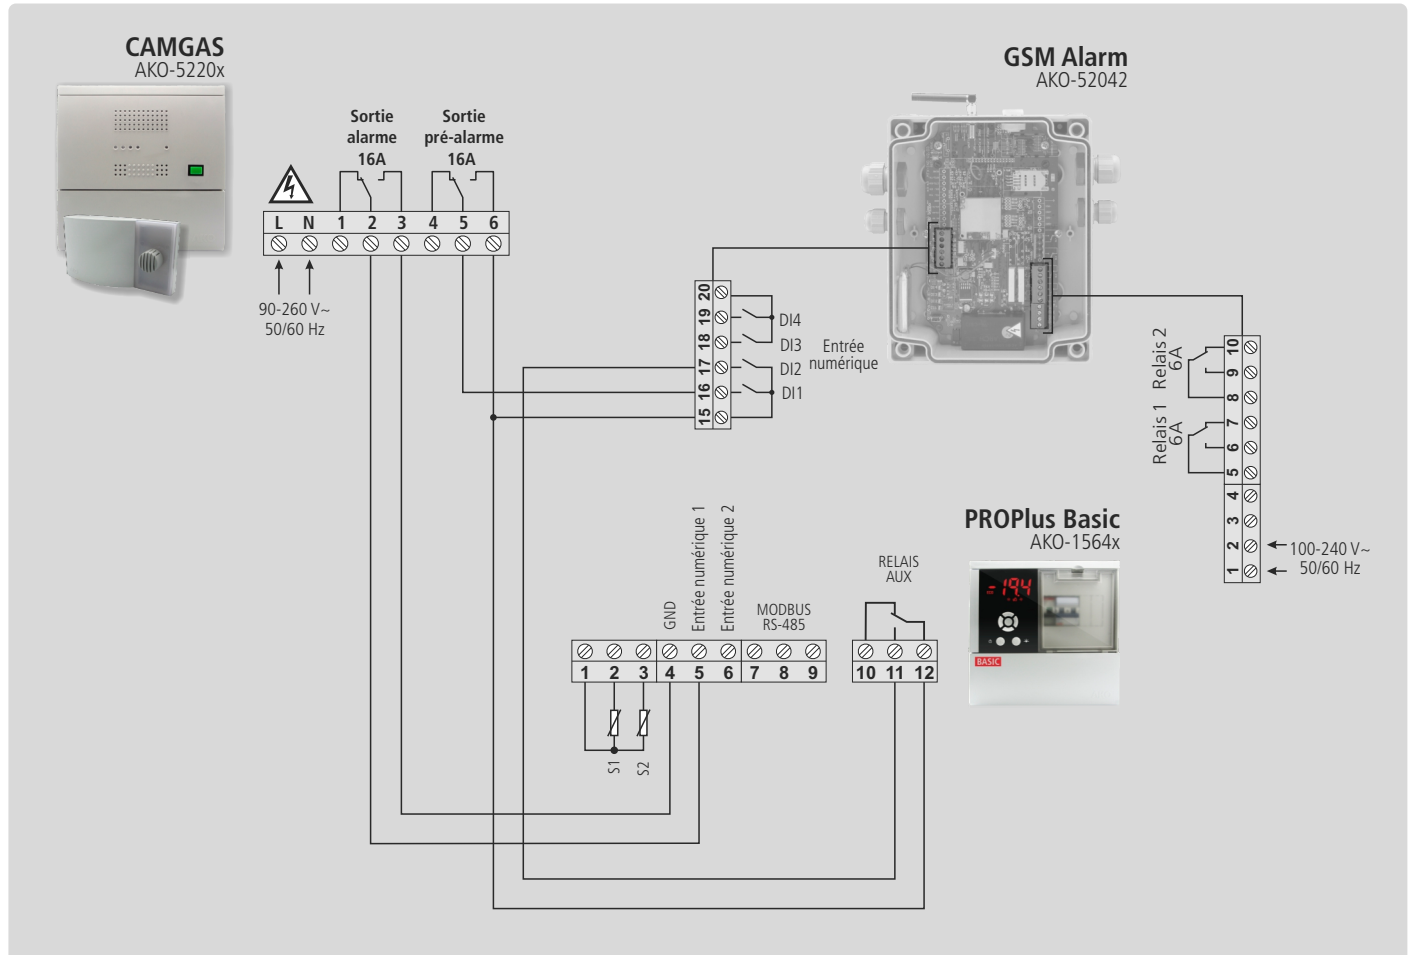 CAMGAS
AKO-5220x
GSM Alarm
AKO-52042
Sortie
alarme
16A
Sortie
pré-alarme
16A
L N 1 2 3 4 5 6
90-260 V~
50/60 Hz
20
19
18
17
16
15
DI4
DI3
DI2
DI1
Entrée
numérique
Relais 2
6A
Relais 1
6A
10
9
8
7
6
5
4
3
2
1
100-240 V~
50/60 Hz
PROPlus Basic
AKO-1564x
-19.4
BASIC
GND
Entrée numérique 1
Entrée numérique 2
MODBUS
RS-485
RELAIS
AUX
1 2 3 4 5 6 7 8 9
10 11 12
S1
S2